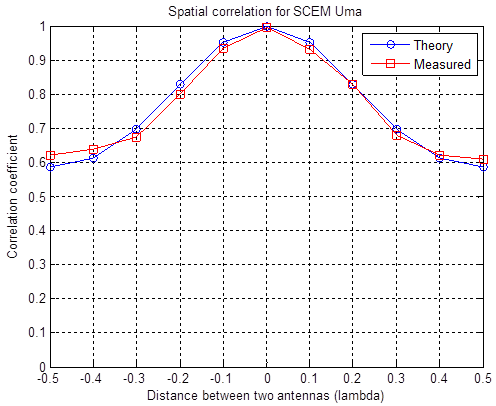 Spatial correlation for SCEM Uma
Theory
Measured
Correlation coefficient
1
0.9
0.8
0.7
0.6
0.5
0.4
0.3
0.2
0.1
0
-0.5 -0.4 -0.3 -0.2 -0.1 0 0.1 0.2 0.3 0.4 0.5
Distance between two antennas (lambda)